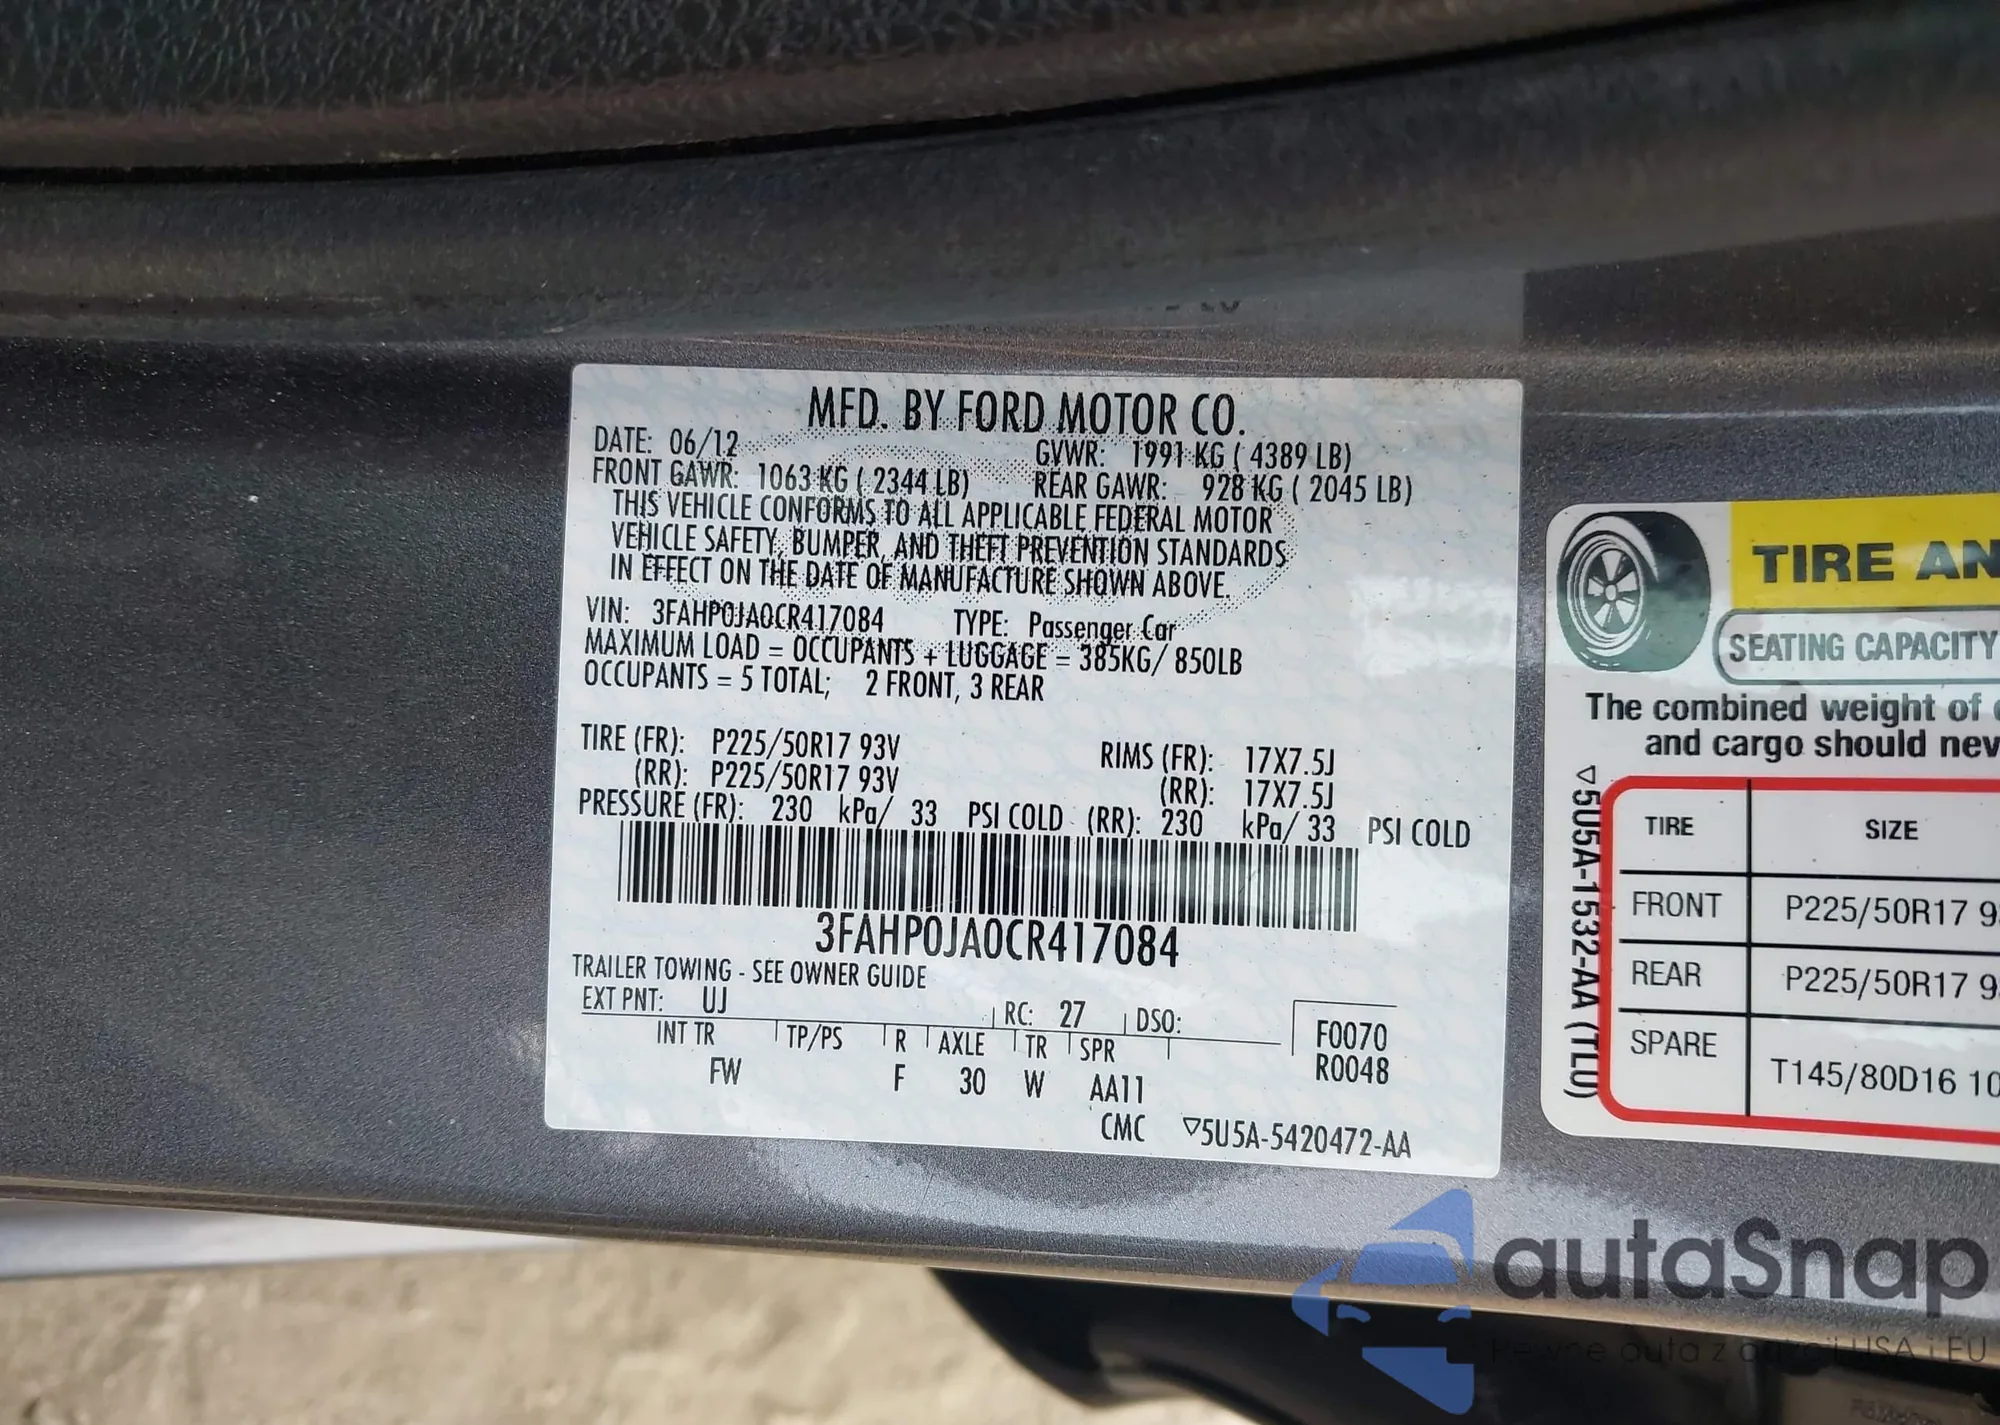 MFD. BY FORD MOTOR CO.
DATE: 06/12 GVWR: 1991 KG ( 4389 LB)
FRONT GAWR: 1063 KG ( 2344 LB) REAR GAWR: 928 KG ( 2045 LB)
THIS VEHICLE CONFORMS TO ALL APPLICABLE FEDERAL MOTOR
VEHICLE SAFETY, BUMPER, AND THEFT PREVENTION STANDARDS
IN EFFECT ON THE DATE OF MANUFACTURE SHOWN ABOVE.
VIN: 3FAHP0JA0CR417084 TYPE: Passenger Car
MAXIMUM LOAD = OCCUPANTS + LUGGAGE = 385KG/ 850LB
OCCUPANTS = 5 TOTAL; 2 FRONT, 3 REAR
TIRE (FR): P225/50R17 93V RIMS (FR): 17X7.5J
(RR): P225/50R17 93V (RR): 17X7.5J
PRESSURE (FR): 230 kPa/ 33 PSI COLD (RR): 230 kPa/ 33 PSI COLD
3FAHP0JA0CR417084
TRAILER TOWING - SEE OWNER GUIDE
EXT PNT: UJ RC: 27 DSO: F0070
INT TR TP/PS R AXLE TR SPR R0048
FW F 30 W AA11
CMC ▽5U5A-5420472-AA
TIRE AN
SEATING CAPACITY
The combined weight of
and cargo should nev
▽5U5A-1532-AA (TLU)
TIRE SIZE
FRONT P225/50R17 9
REAR P225/50R17 9
SPARE T145/80D16 10
autaSnap
Pewne auta z aukcji USA i EU